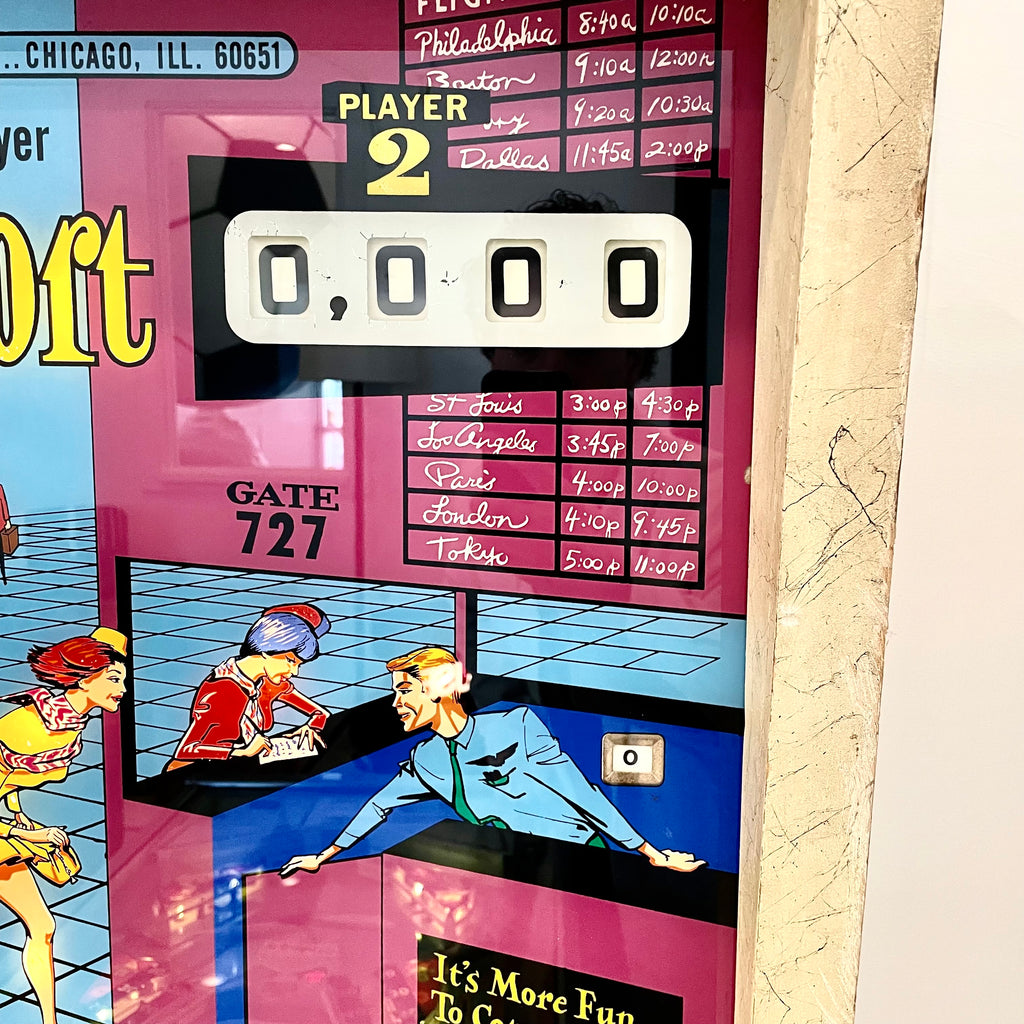 FLIGH
..CHICAGO, ILL. 60651
Philadelphia 8:40a 10:10a
Boston 9:10a 12:00n
9:20a 10:30a
Dallas 11:45a 2:00p
PLAYER
2
yer
ort
0,000
St Louis 3:00p 4:30p
Los Angeles 3:45p 7:00p
Paris 4:00p 10:00p
London 4:10p 9:45p
Tokyo 5:00p 11:00p
GATE
727
0
It's More Fun
To Co